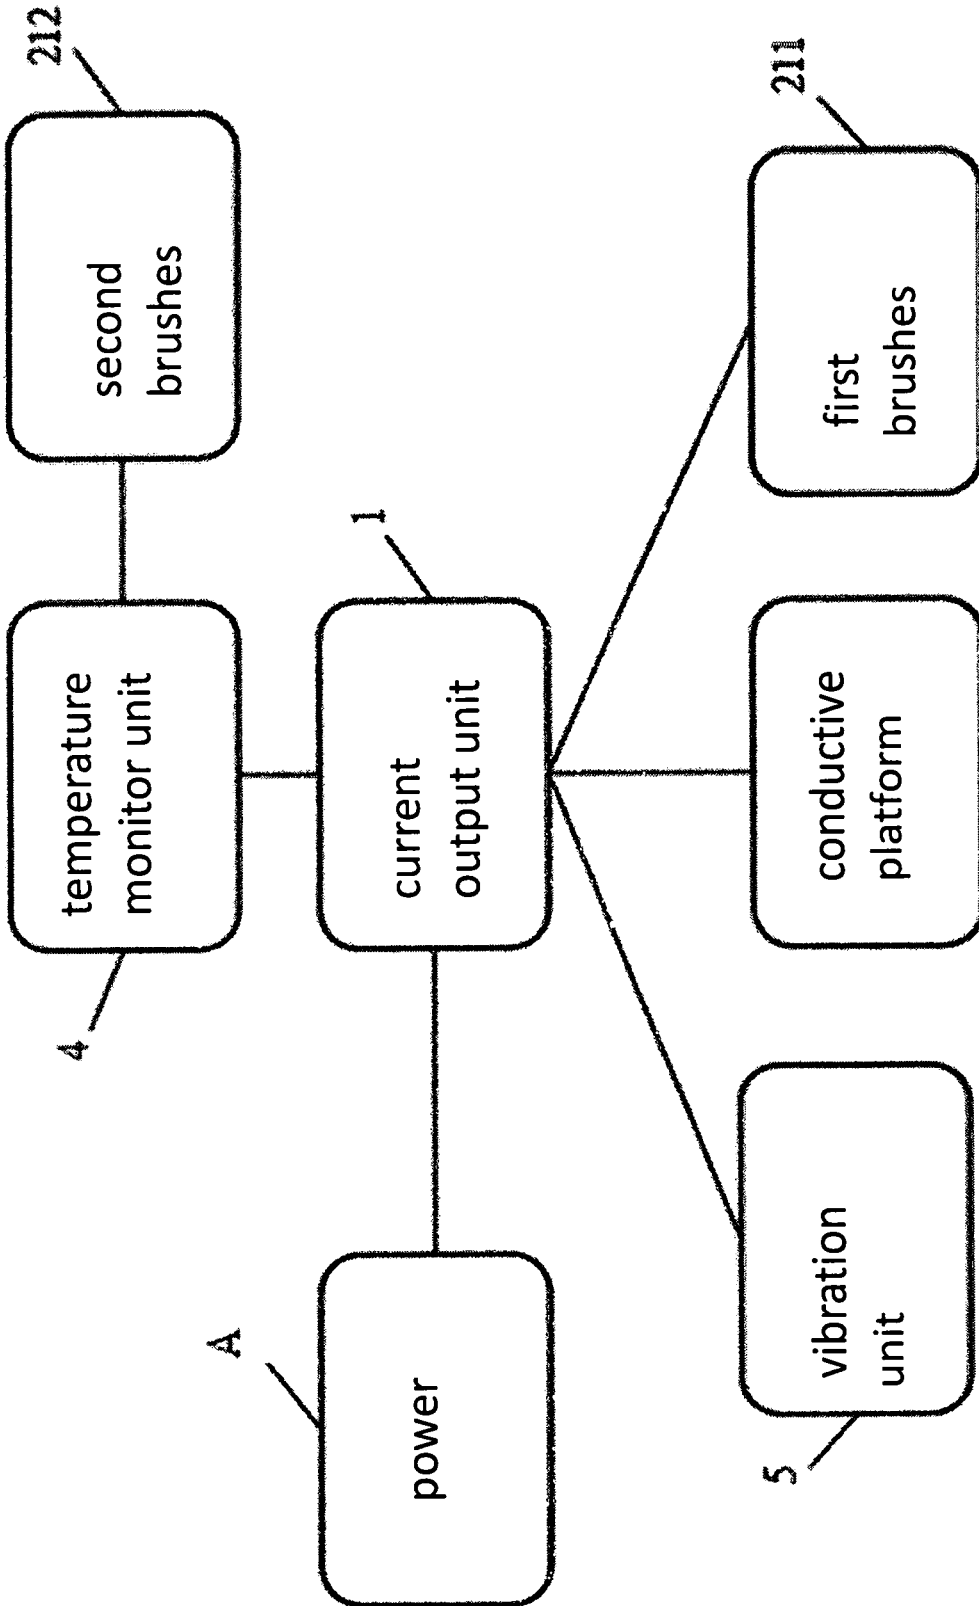 4
temperature
monitor unit
second
brushes
212
A
power
current
output unit
1
5
vibration
unit
conductive
platform
first
brushes
211